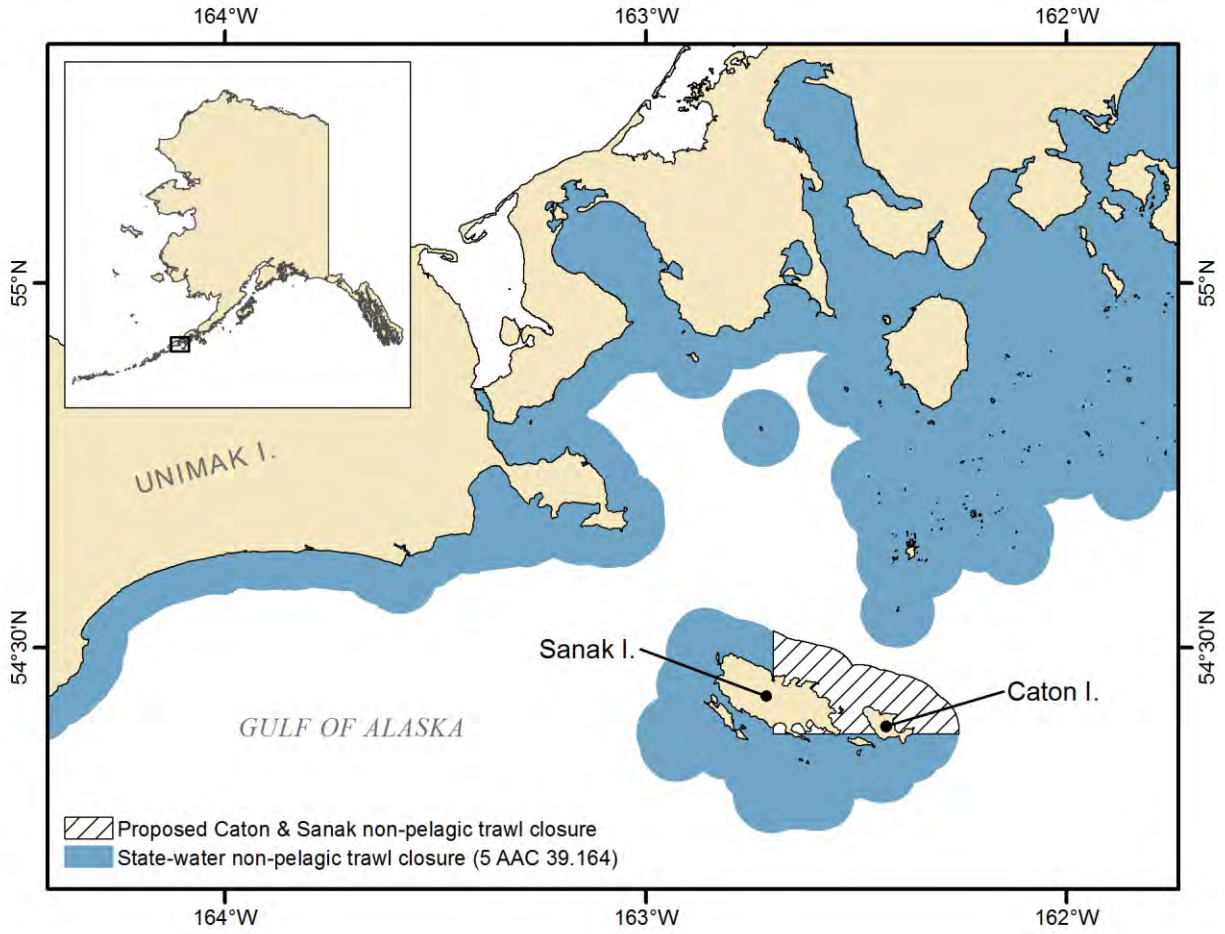 164°W
163°W
162°W
55°N
55°N
UNIMAK I.
54°30'N
54°30'N
Sanak I.
Caton I.
GULF OF ALASKA
Proposed Caton & Sanak non-pelagic trawl closure
State-water non-pelagic trawl closure (5 AAC 39.164)
164°W
163°W
162°W